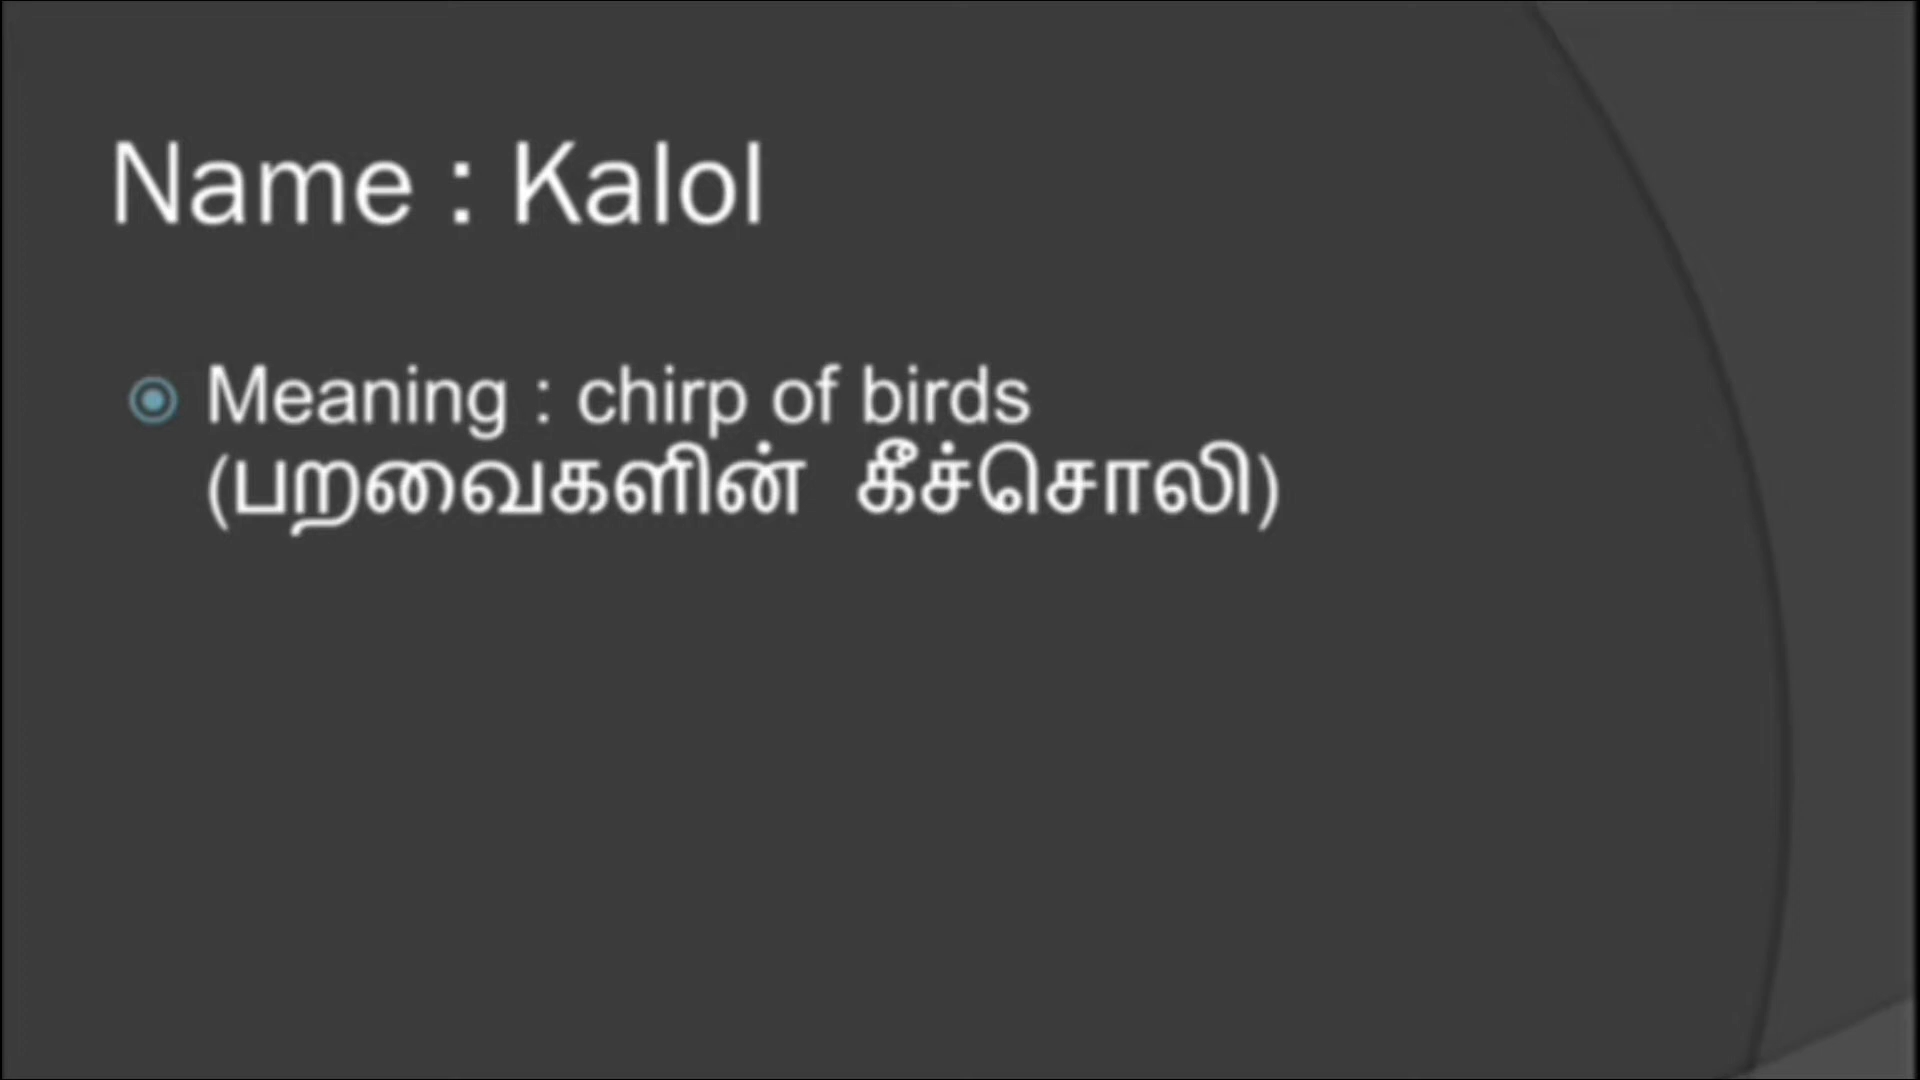 Name : Kalol
Meaning : chirp of birds
(பறவைகளின் கீச்சொலி)